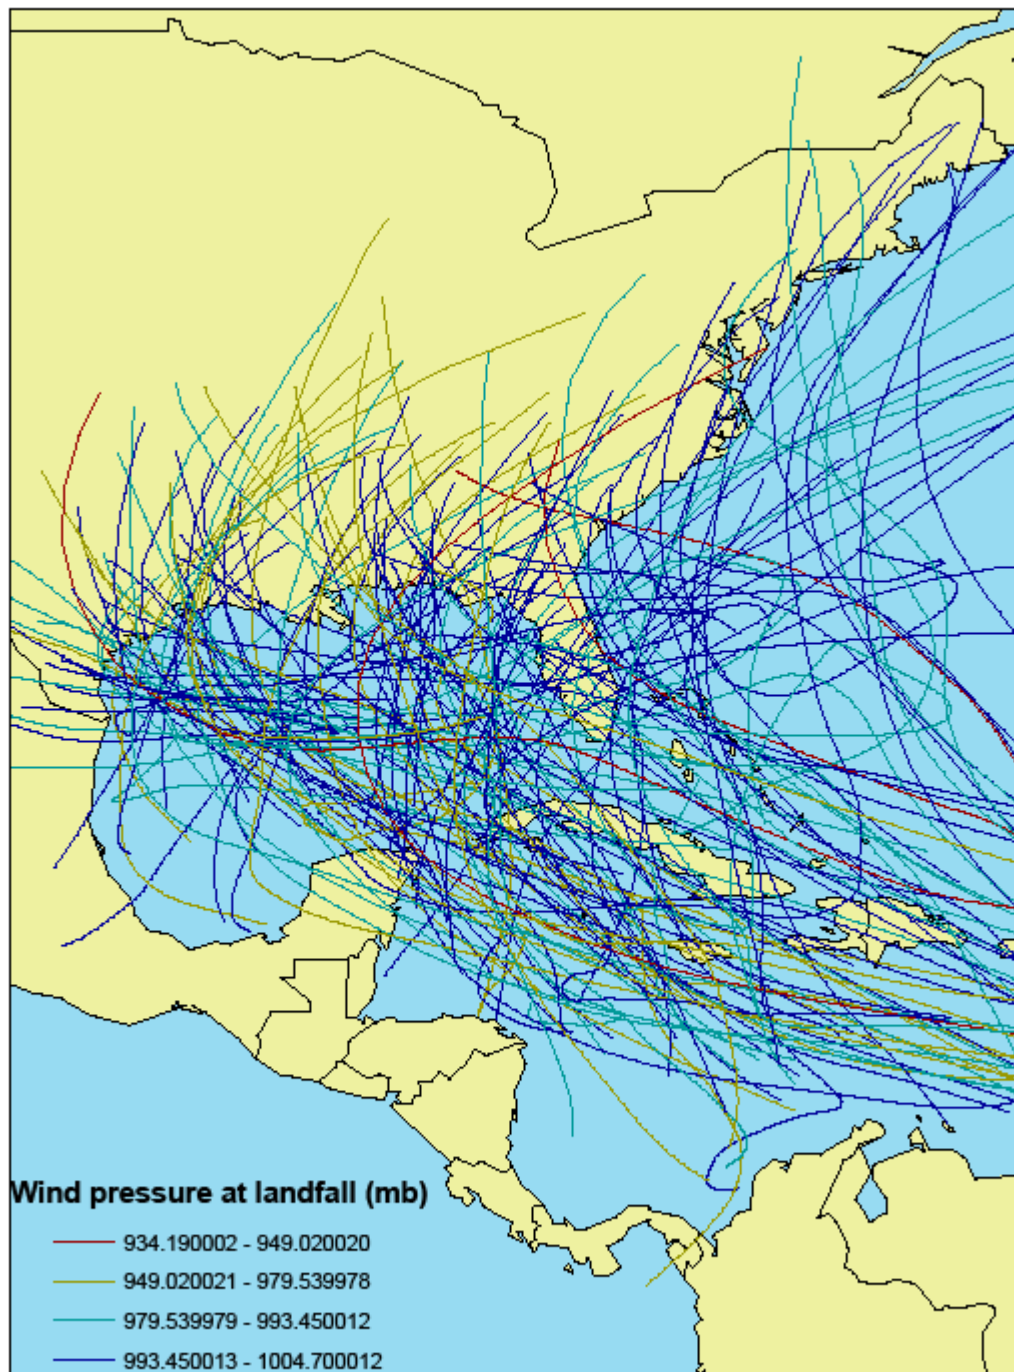 Wind pressure at landfall (mb)
934.190002 - 949.020020
949.020021 - 979.539978
979.539979 - 993.450012
993.450013 - 1004.700012